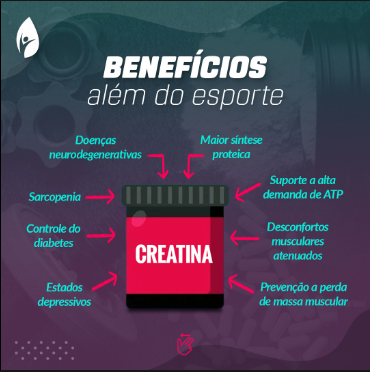 BENEFÍCIOS
além do esporte
Doenças
neurodegenerativas
Maior síntese
proteica
Sarcopenia
Suporte a alta
demanda de ATP
Controle do
diabetes
CREATINA
Desconfortos
musculares
atenuados
Estados
depressivos
Prevenção a perda
de massa muscular